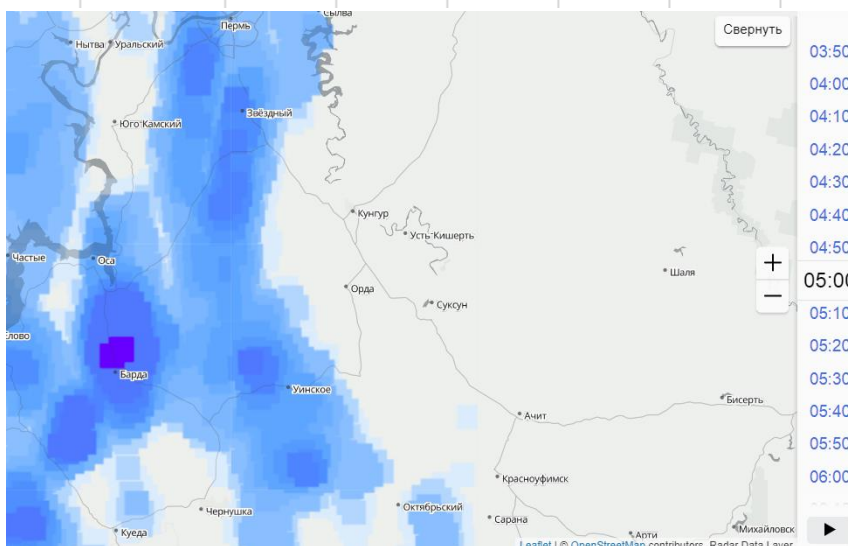 Сылва
Пермь
Свернуть
Нытва
Уральский
03:50
04:00
Звёздный
Юго Камский
04:10
04:20
04:30
Кунгур
04:40
Усть Кишерть
04:50
Частые
Оса
+
Шаля
05:00
Орда
–
Суксун
05:10
Елово
05:20
Барда
05:30
Уинское
Бисерть
05:40
Ачит
05:50
Красноуфимск
06:00
Октябрьский
Чернушка
Сарана
Куеда
Арти
Михайловск
Leaflet | © OpenStreetMap contributors, Radar Data Layer